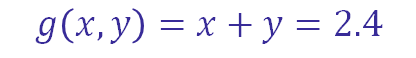 g(x, y) = x + y = 2.4